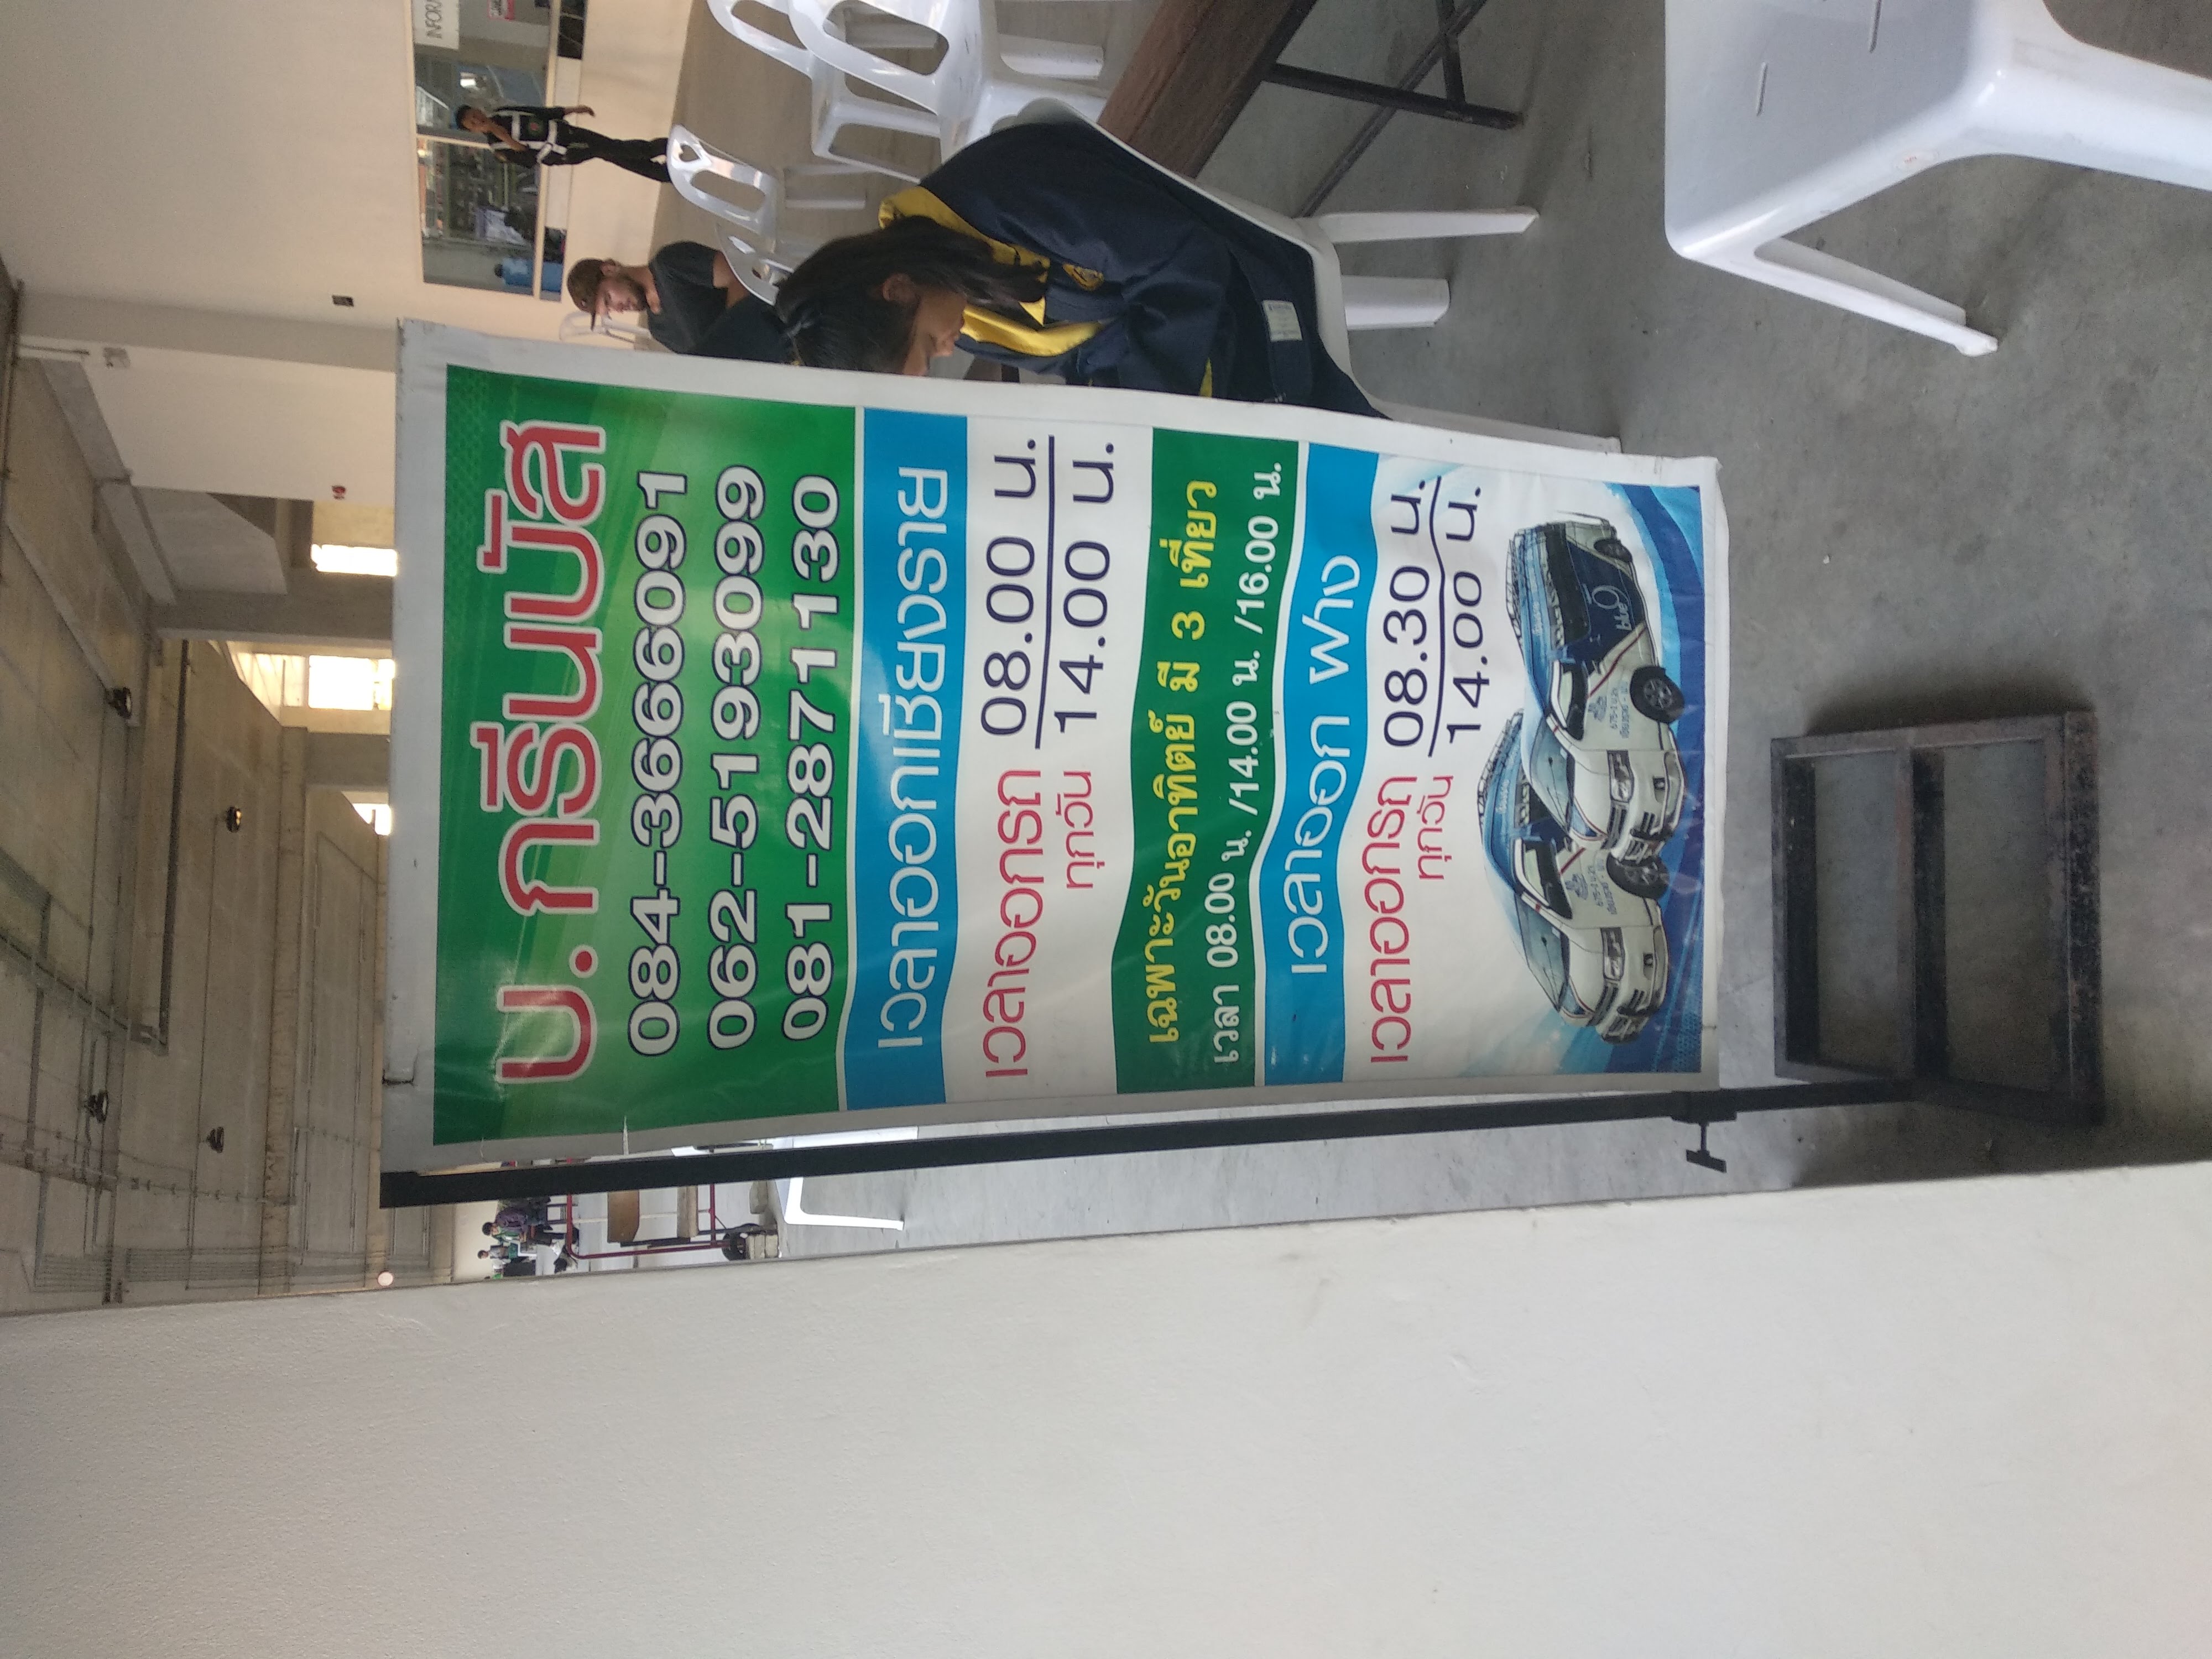 บ. กรีนบัส
084-3666091
062-5193099
081-2871130
เวลาออกเชียงราย
เวลาออกรถ 08.00 น.
ทุกวัน 14.00 น.
เฉพาะวันอาทิตย์ มี 3 เที่ยว
เวลา 08.00 น. /14.00 น. /16.00 น.
เวลาออก ฝาง
เวลาออกรถ 08.30 น.
ทุกวัน 14.00 น.
blue9